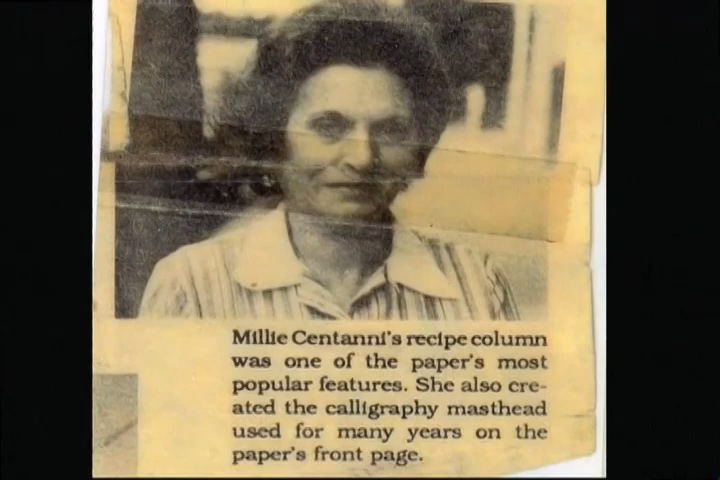 Millie Centanni's recipe column
was one of the paper's most
popular features. She also cre-
ated the calligraphy masthead
used for many years on the
paper's front page.